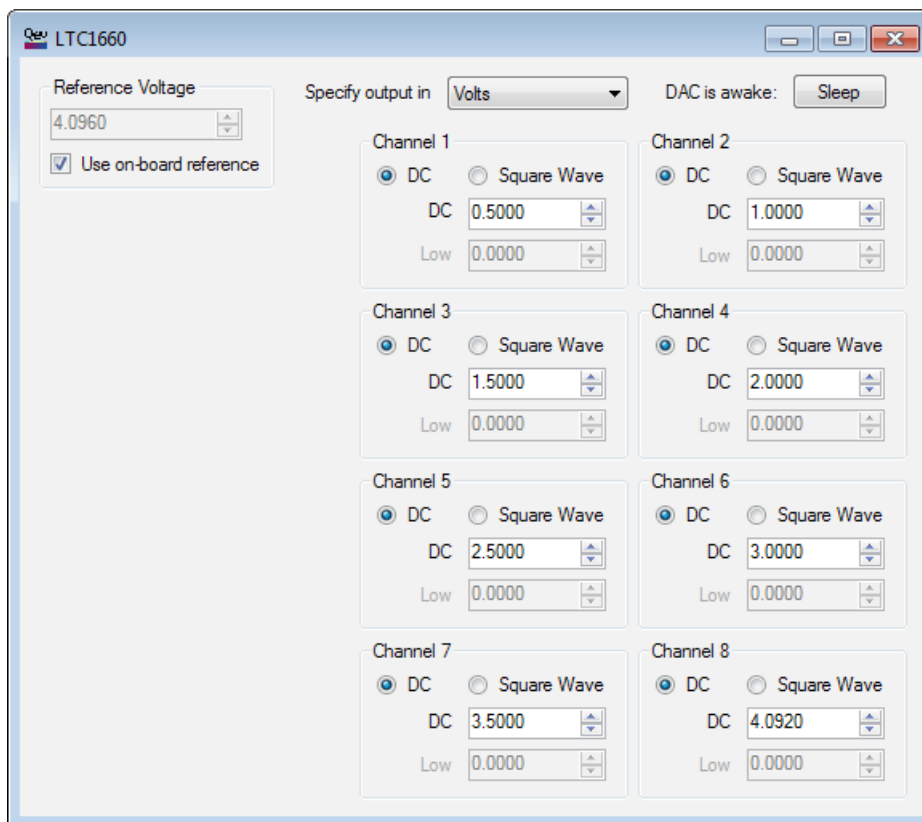 Qev LTC1660
Reference Voltage
4.0960
Use on-board reference
Specify output in Volts
DAC is awake: Sleep
Channel 1
DC Square Wave
DC 0.5000
Low 0.0000
Channel 2
DC Square Wave
DC 1.0000
Low 0.0000
Channel 3
DC Square Wave
DC 1.5000
Low 0.0000
Channel 4
DC Square Wave
DC 2.0000
Low 0.0000
Channel 5
DC Square Wave
DC 2.5000
Low 0.0000
Channel 6
DC Square Wave
DC 3.0000
Low 0.0000
Channel 7
DC Square Wave
DC 3.5000
Low 0.0000
Channel 8
DC Square Wave
DC 4.0920
Low 0.0000